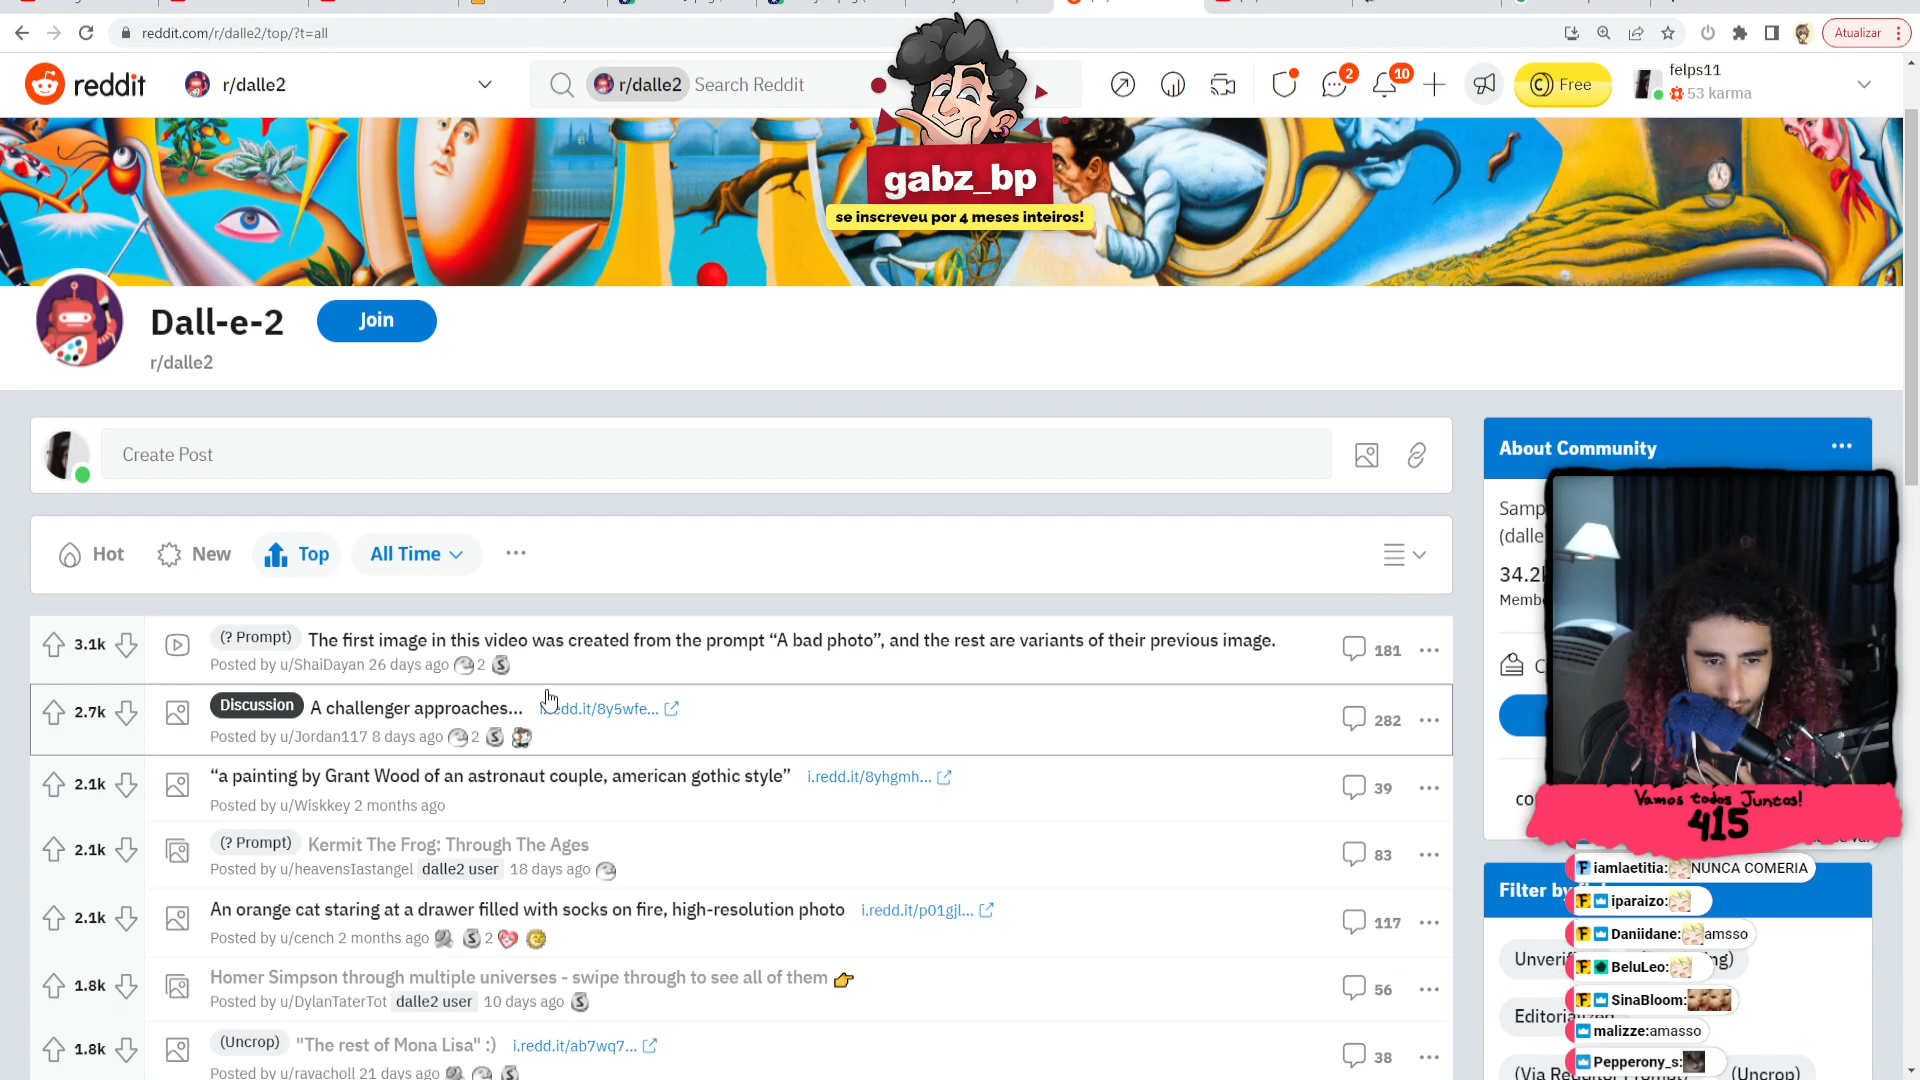 reddit.com/r/dalle2/top/?t=all
Atualizar
reddit
r/dalle2
r/dalle2
Search Reddit
2
10
Free
felps11
53 karma
gabz_bp
se inscreveu por 4 meses inteiros!
Dall-e-2
Join
r/dalle2
Create Post
About Community
Hot
New
Top
All Time
34.2
Vamos todos Juntos!
415
3.1k
(? Prompt) The first image in this video was created from the prompt “A bad photo”, and the rest are variants of their previous image.
Posted by u/ShaiDayan 26 days ago 2
181
2.7k
Discussion A challenger approaches...
Posted by u/Jordan117 8 days ago 2
282
2.1k
“a painting by Grant Wood of an astronaut couple, american gothic style” i.redd.it/8yhgmh...
Posted by u/Wiskkey 2 months ago
39
2.1k
(? Prompt) Kermit The Frog: Through The Ages
Posted by u/heavenslastangel dalle2 user 18 days ago
83
2.1k
An orange cat staring at a drawer filled with socks on fire, high-resolution photo i.redd.it/p01gjl...
Posted by u/cench 2 months ago 2
117
1.8k
Homer Simpson through multiple universes - swipe through to see all of them
Posted by u/DylanTaterTot dalle2 user 10 days ago
56
1.8k
(Uncrop) "The rest of Mona Lisa" :) i.redd.it/ab7wq7...
Posted by u/ravacholl 21 days ago
38
Filter by
iamlaetitia: NUNCA COMERIA
iparaizo:
Daniidane: amsso
BeluLeo:
SinaBloom:
malizze: amasso
Pepperony_s:
(Uncrop)